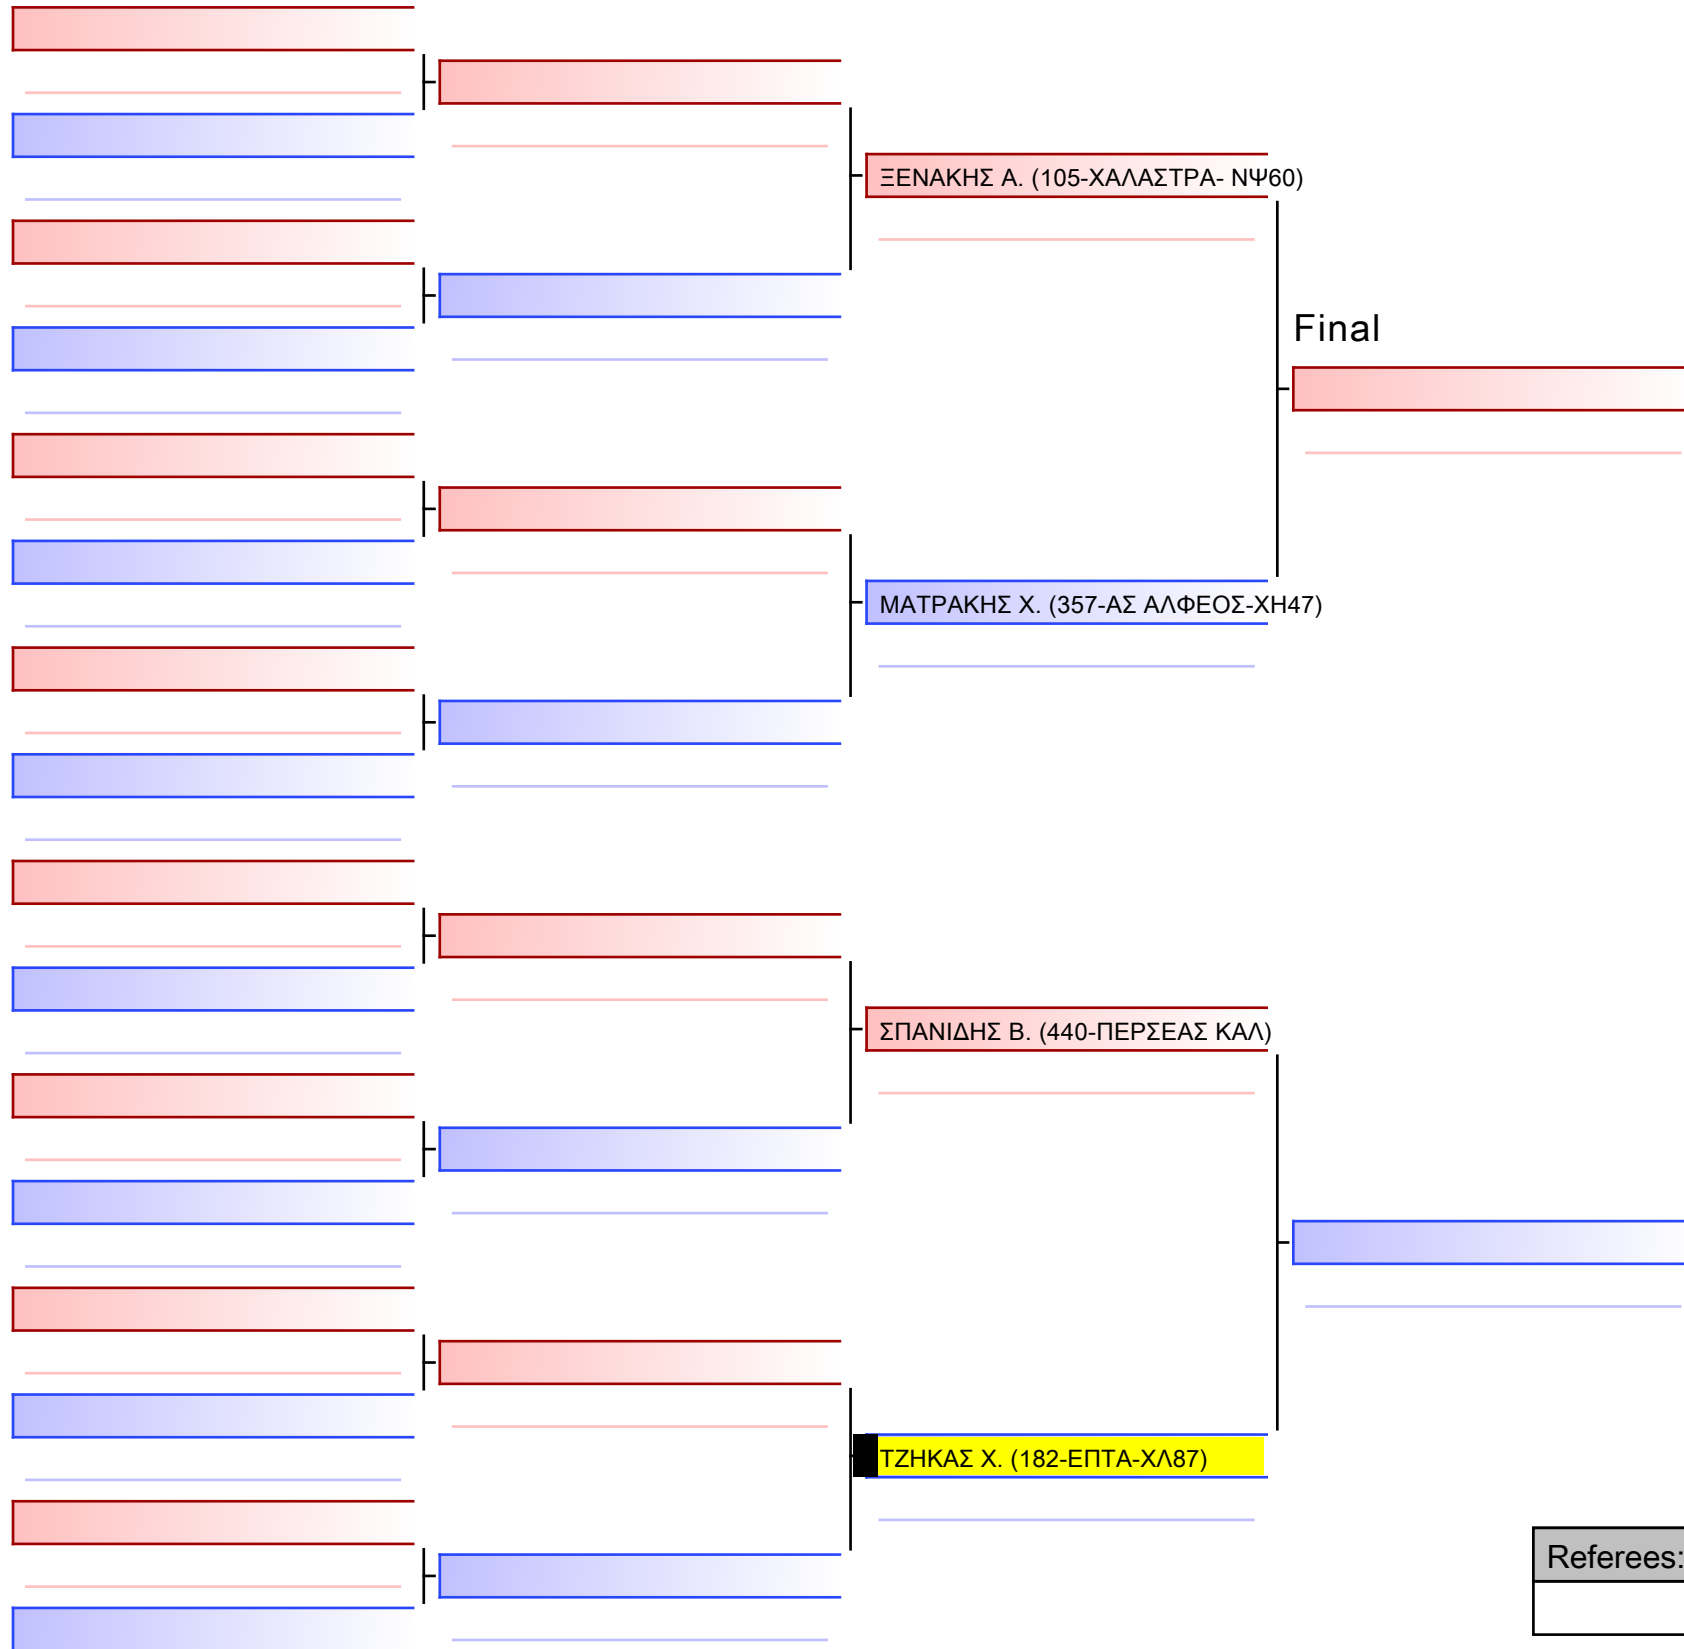 ΞΕΝΑΚΗΣ Α. (105-ΧΑΛΑΣΤΡΑ- ΝΨ60)
Final
ΜΑΤΡΑΚΗΣ Χ. (357-ΑΣ ΑΛΦΕΟΣ-ΧΗ47)
ΣΠΑΝΙΔΗΣ Β. (440-ΠΕΡΣΕΑΣ ΚΑΛ)
ΤΖΗΚΑΣ Χ. (182-ΕΠΤΑ-ΧΛ87)
Referees: